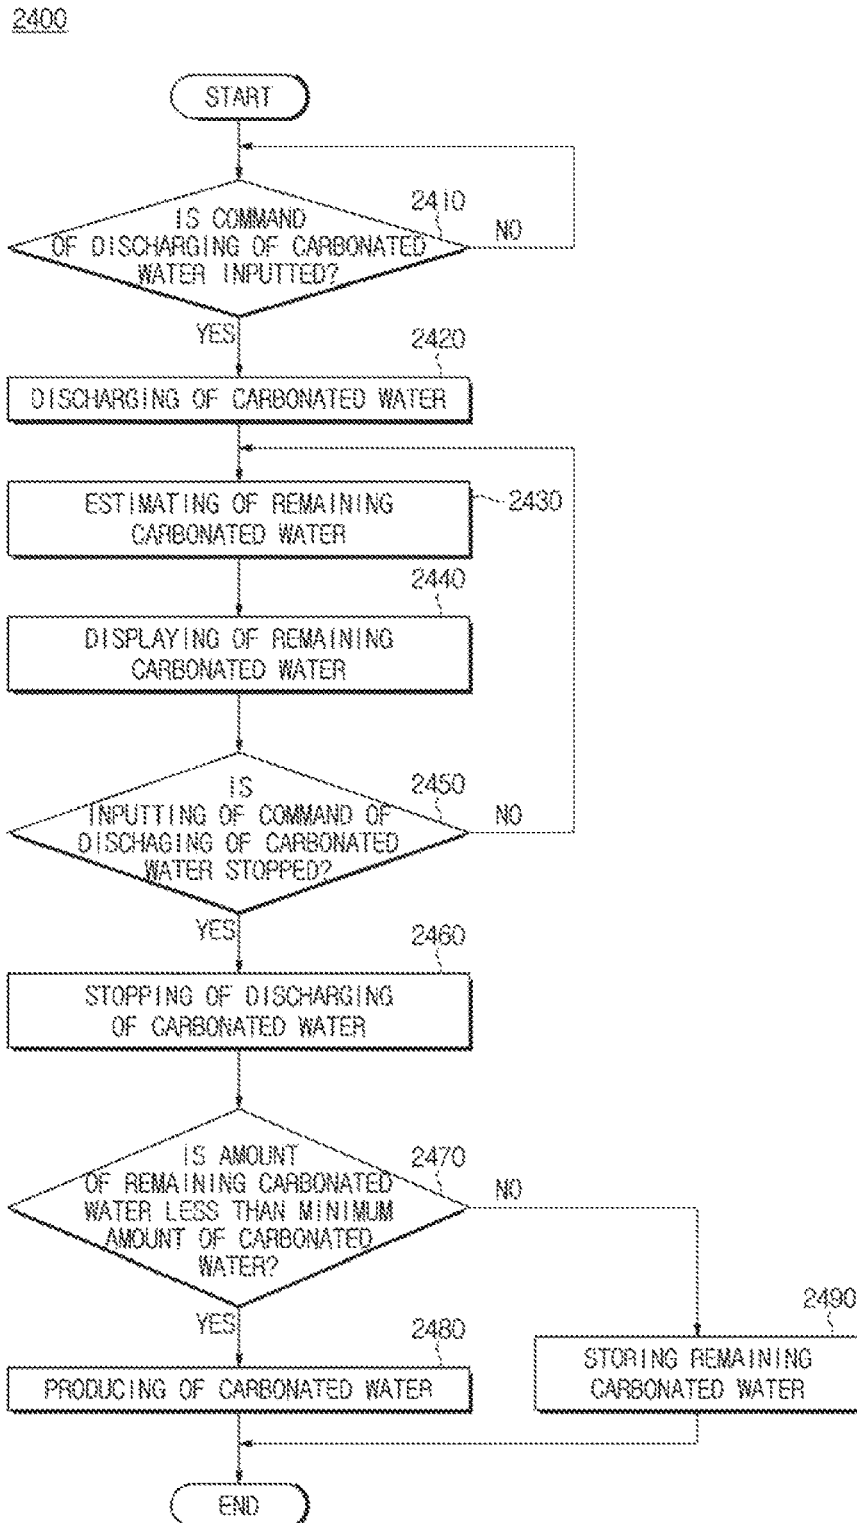 2400
START
IS COMMAND
OF DISCHARGING OF CARBONATED
WATER INPUTTED?
2410
NO
YES
2420
DISCHARGING OF CARBONATED WATER
ESTIMATING OF REMAINING
CARBONATED WATER
2430
2440
DISPLAYING OF REMAINING
CARBONATED WATER
IS
INPUTTING OF COMMAND OF
DISCHAGING OF CARBONATED
WATER STOPPED?
2450
NO
YES
2460
STOPPING OF DISCHARGING
OF CARBONATED WATER
IS AMOUNT
OF REMAINING CARBONATED
WATER LESS THAN MINIMUM
AMOUNT OF CARBONATED
WATER?
2470
NO
YES
2480
PRODUCING OF CARBONATED WATER
2490
STORING REMAINING
CARBONATED WATER
END